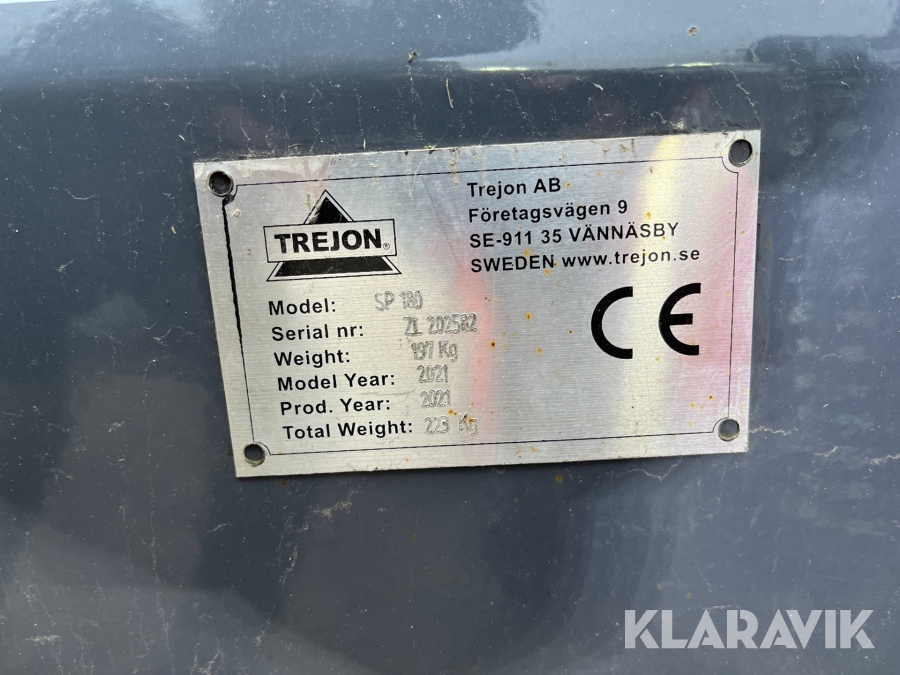 Trejon AB
Företagsvägen 9
SE-911 35 VÄNNÄSBY
SWEDEN www.trejon.se
TREJON®
CE
Model: SP 180
Serial nr: ZL 202582
Weight: 197 Kg
Model Year: 2021
Prod. Year: 2021
Total Weight: 223 Kg
KLARAVIK